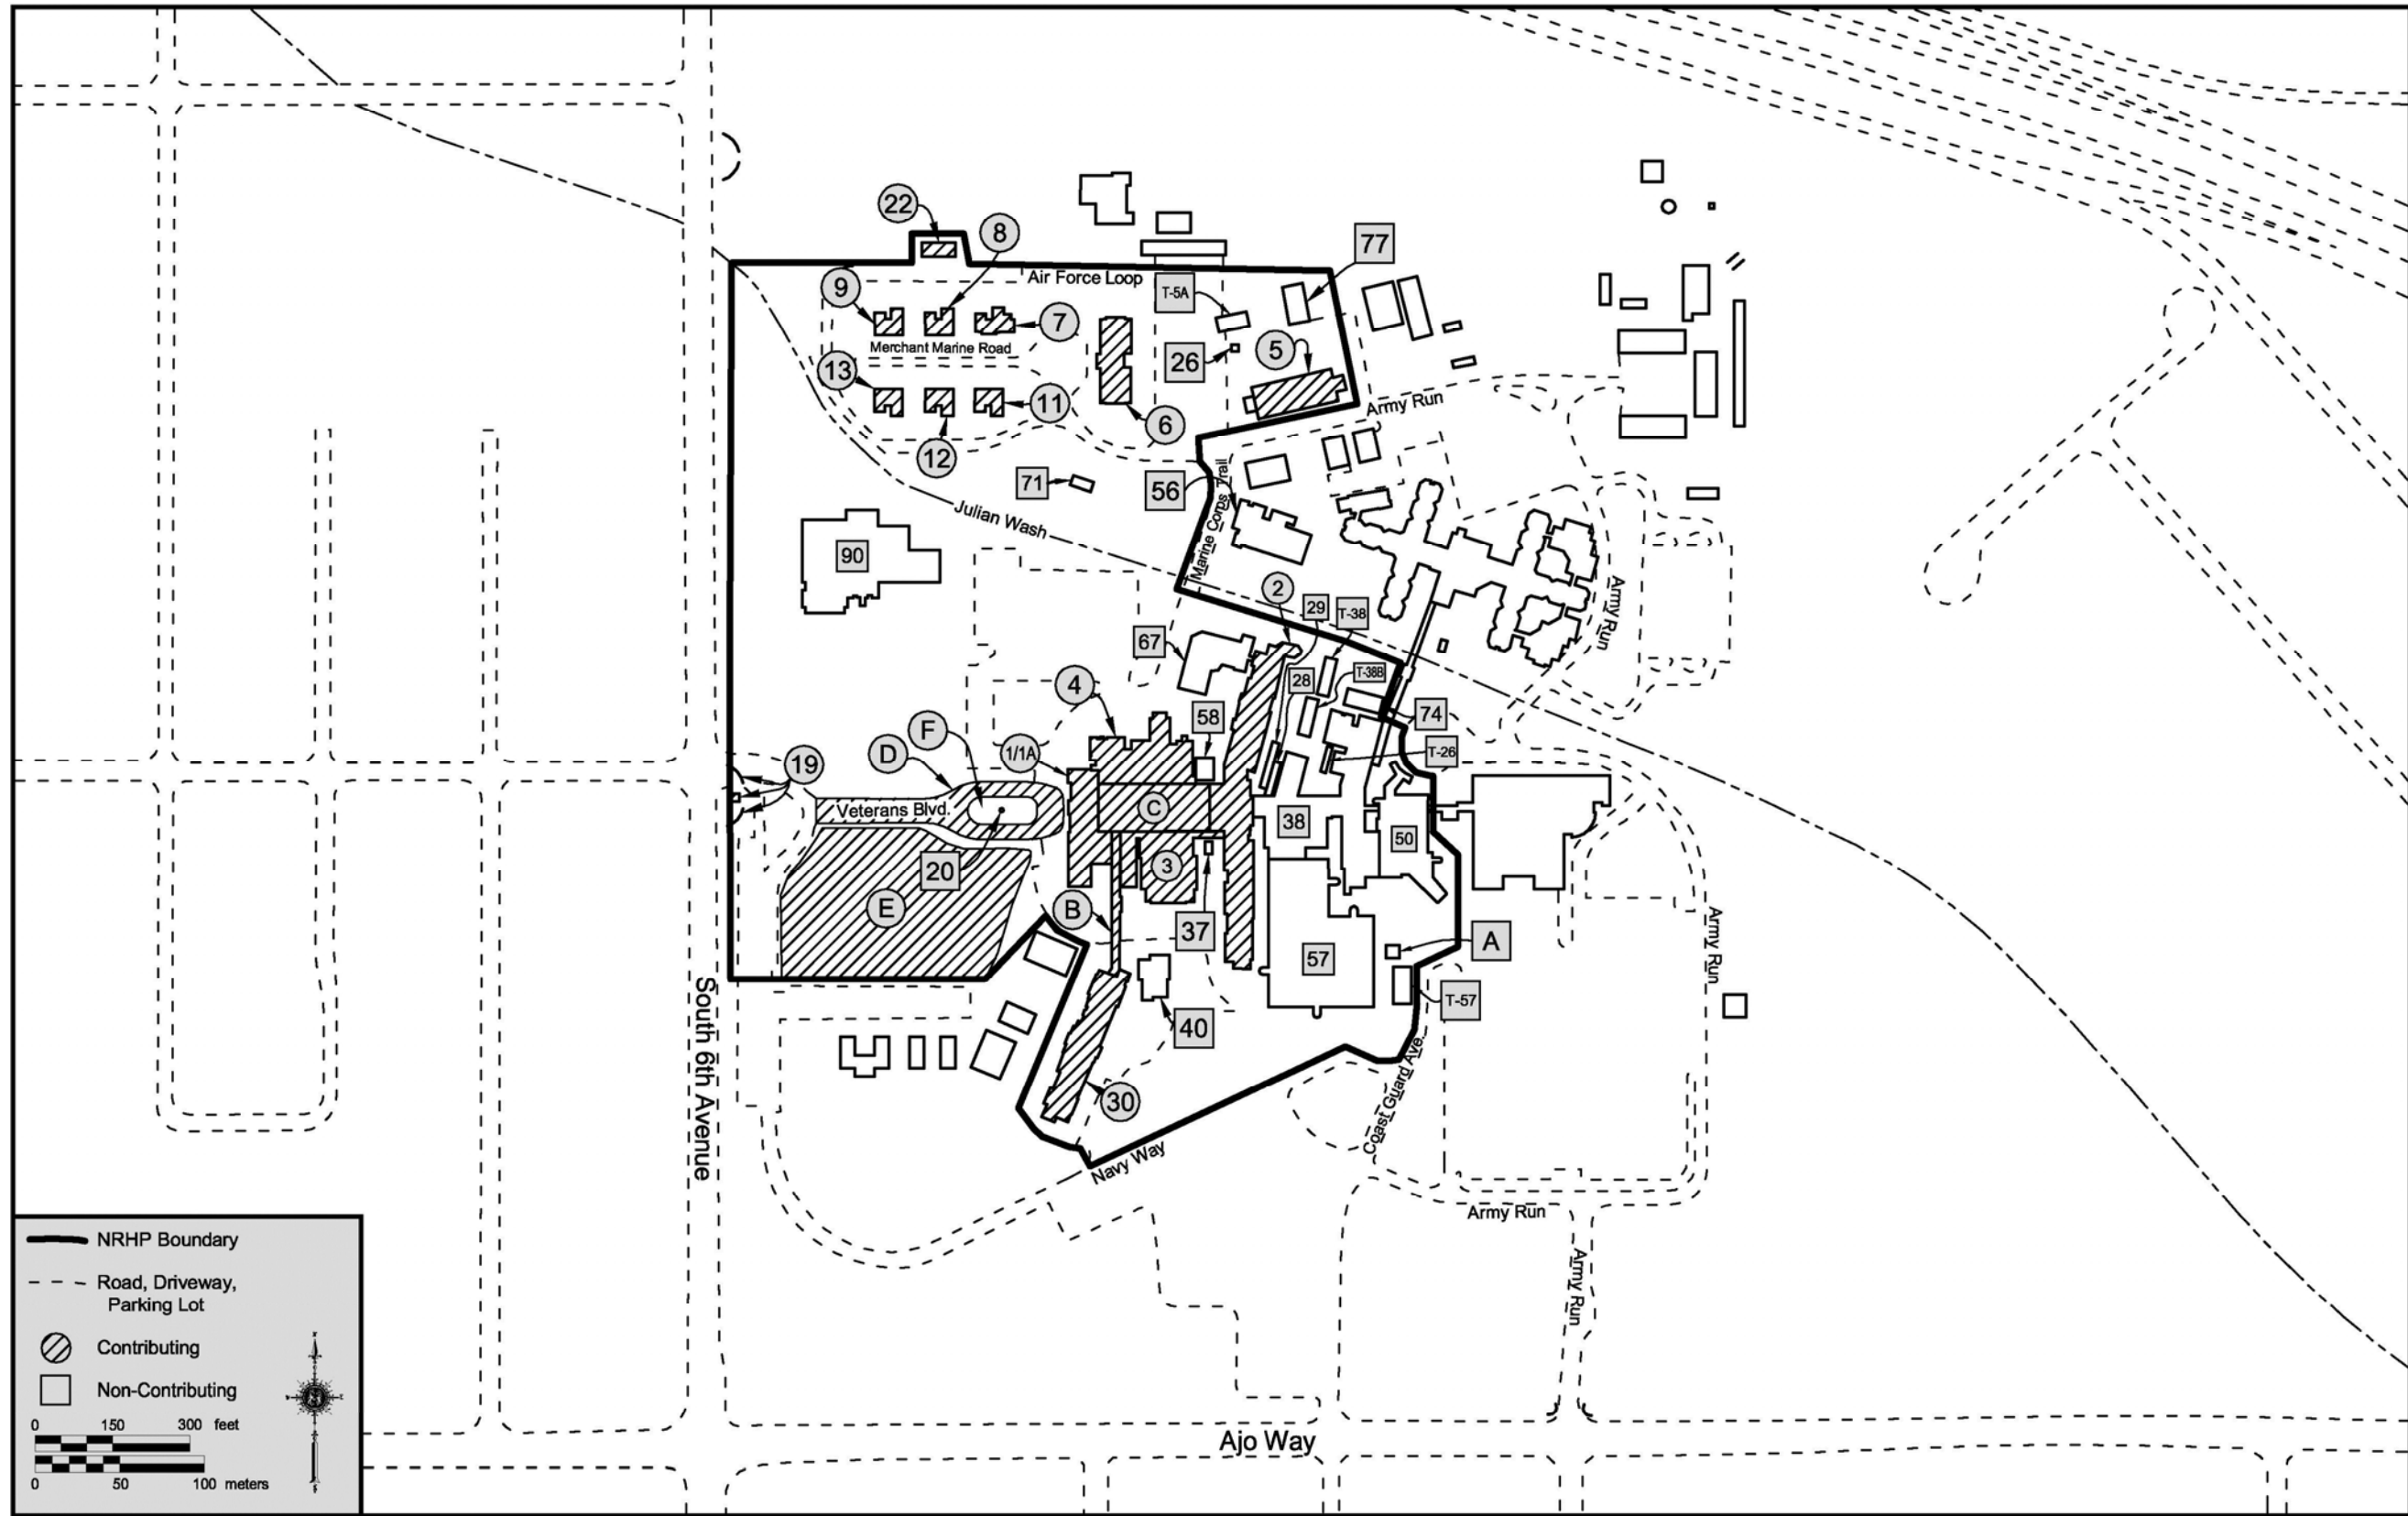 22
8
77
Air Force Loop
9
T-5A
7
Merchant Marine Road
26
5
13
11
Army Run
6
12
71
56
Marine Corps Trail
Julian Wash
90
2
29
T-38
Army Run
67
4
28
T-38B
58
74
F
D
1/1A
T-26
19
Veterans Blvd.
C
38
50
3
20
E
B
37
A
57
Army Run
T-57
South 6th Avenue
40
30
Coast Guard Ave.
Navy Way
Army Run
Army Run
NRHP Boundary
Road, Driveway,
Parking Lot
Contributing
Non-Contributing
0 150 300 feet
0 50 100 meters
Ajo Way